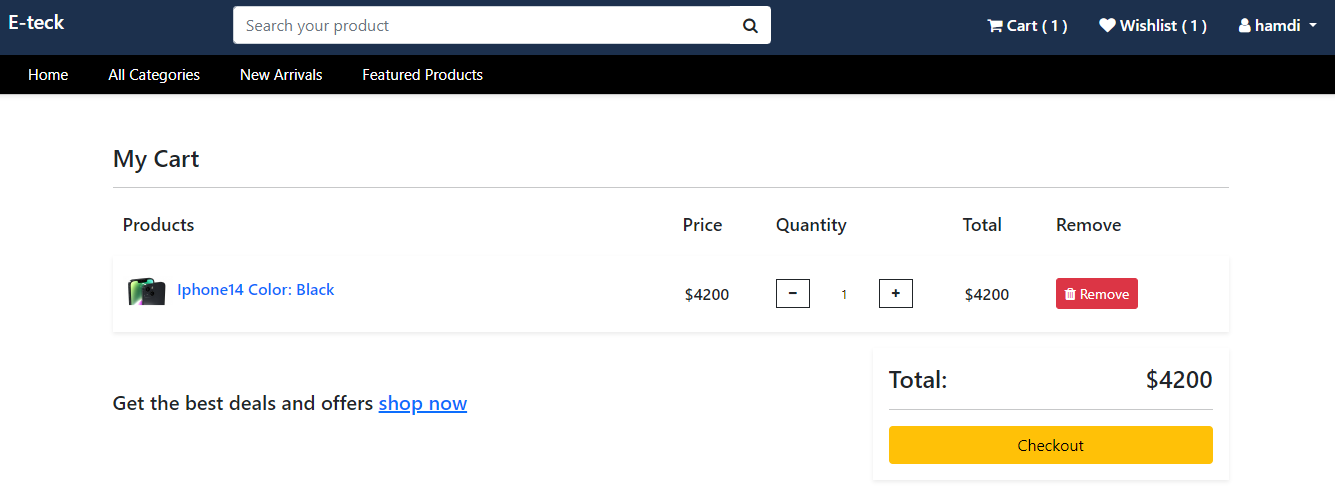 E-teck
Search your product
Cart ( 1 )
Wishlist ( 1 )
hamdi
Home
All Categories
New Arrivals
Featured Products
My Cart
Products Price Quantity Total Remove
Iphone14 Color: Black $4200 − 1 + $4200 Remove
Total: $4200
Get the best deals and offers shop now
Checkout